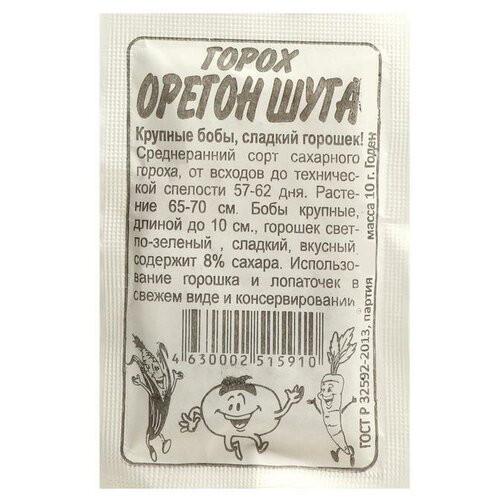 ГОРОХ
ОРЕГОН ШУГА
Крупные бобы, сладкий горошек!
Среднеранний сорт сахарного
гороха, от всходов до техничес-
кой спелости 57-62 дня. Расте-
ние 65-70 см. Бобы крупные,
длиной до 10 см., горошек свет-
ло-зеленый , сладкий, вкусный
содержит 8% сахара. Использо-
вание горошка и лопаточек в
свежем виде и консервировании
4 630002 515910
ГОСТ Р 32592-2013, партия
масса 10 г. Годен